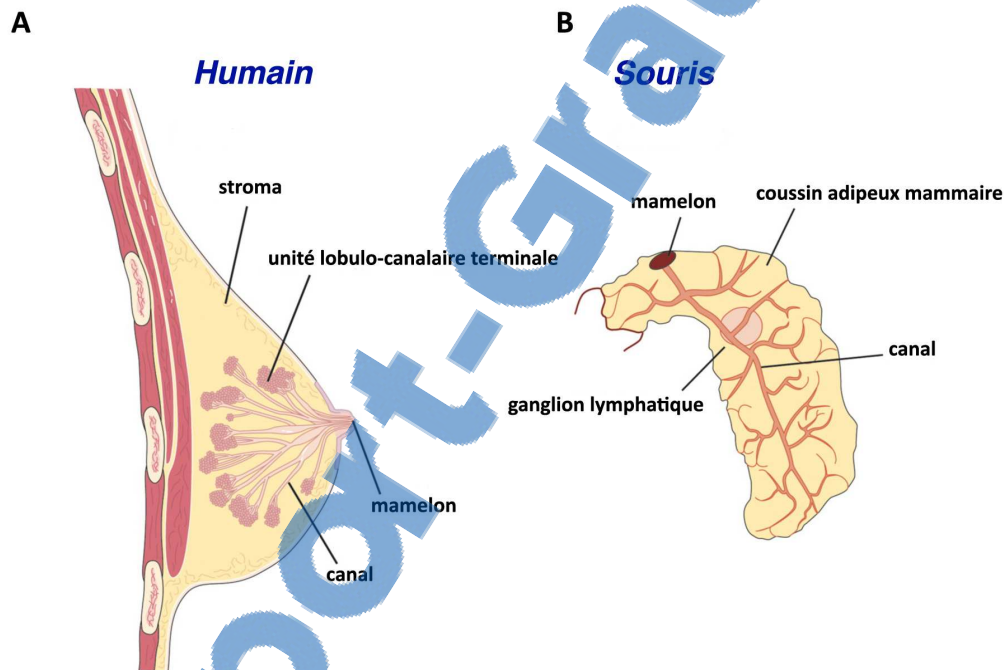 A
B
Humain
Souris
stroma
mamelon
coussin adipeux mammaire
unité lobulo-canalaire terminale
canal
ganglion lymphatique
mamelon
canal